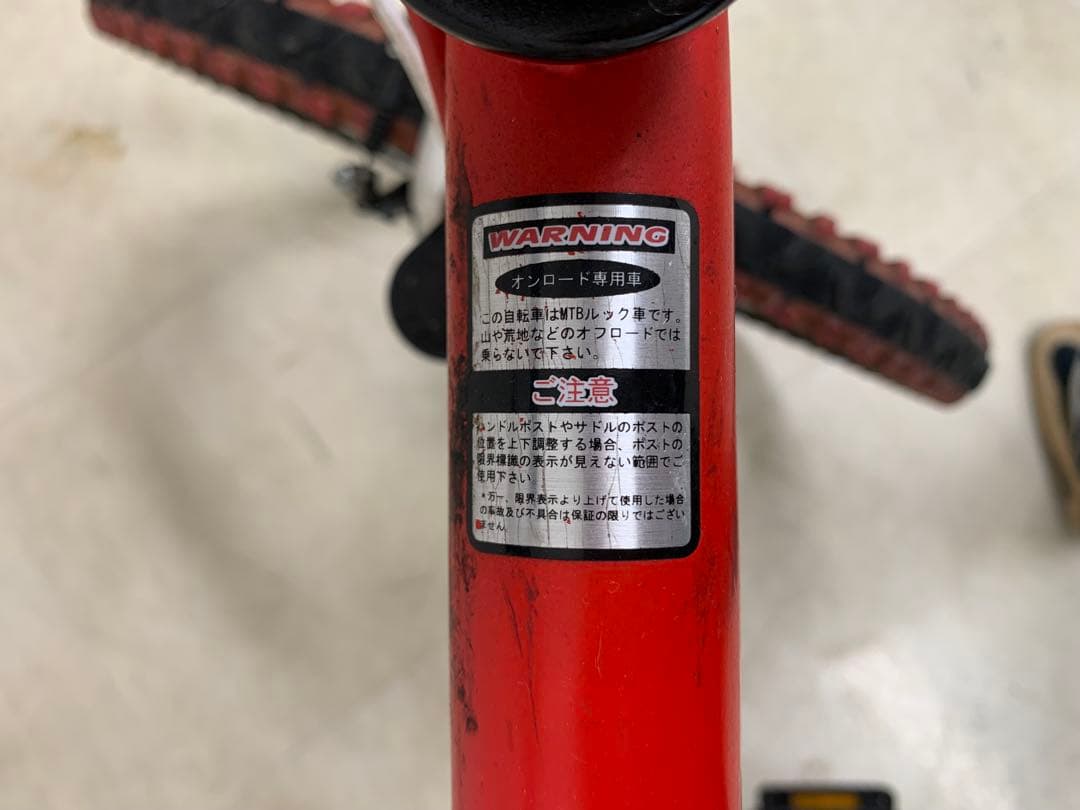 WARNING
オンロード専用車
この自転車はMTBルック車です。
山や荒地などのオフロードでは
乗らないで下さい。
ご注意
ハンドルポストやサドルのポストの
位置を上下調整する場合、ポストの
限界標識の表示が見えない範囲でご
使用下さい
*万一、限界表示より上げて使用した場合
の事故及び不具合は保証の限りではござい
ません。